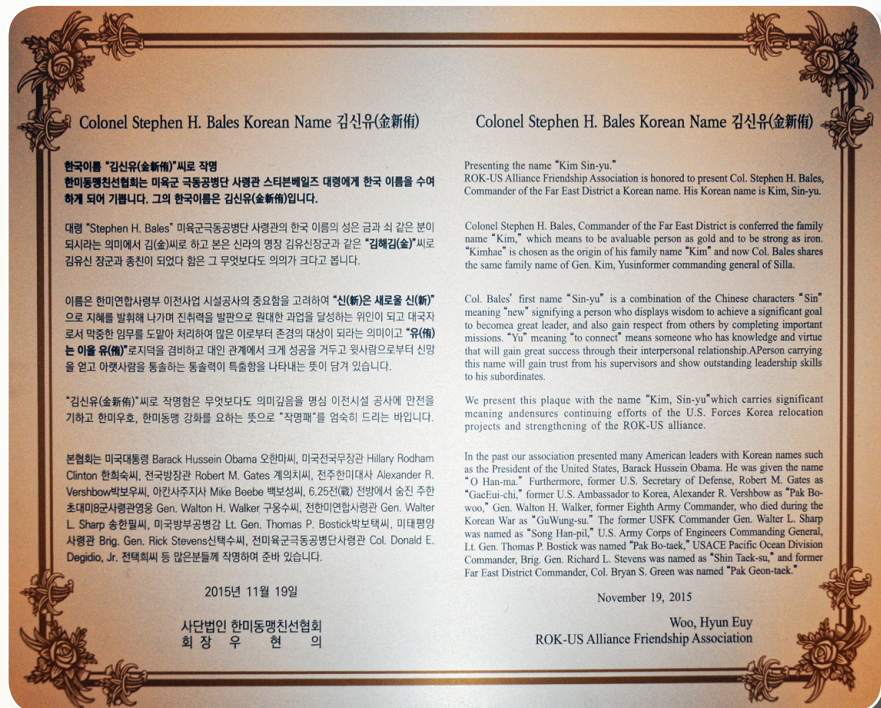 Colonel Stephen H. Bales Korean Name 김신유(金新侑)
한국이름 "김신유(金新侑)"씨로 작명
한미동맹친선협회는 미육군 극동공병단 사령관 스티븐베일즈 대령에게 한국 이름을 수여
하게 되어 기쁩니다. 그의 한국이름은 김신유(金新侑)입니다.
대령 "Stephen H. Bales" 미육군극동공병단 사령관의 한국 이름의 성은 금과 쇠 같은 분이
되시라는 의미에서 김(金)씨로 하고 본은 신라의 명장 김유신장군과 같은 "김해김(金)"씨로
김유신 장군과 종친이 되었다 함은 그 무엇보다도 의의가 크다고 봅니다.
이름은 한미연합사령부 이전사업 시설공사의 중요함을 고려하여 "신(新)은 새로울 신(新)"
으로 지혜를 발휘해 나가며 진취력을 발판으로 원대한 과업을 달성하는 위인이 되고 대국자
로서 막중한 임무를 도맡아 처리하여 많은 이로부터 존경의 대상이 되라는 의미이고 "유(侑)
는 이을 유(侑)"로지덕을 겸비하고 대인 관계에서 크게 성공을 거두고 윗사람으로부터 신망
을 얻고 아랫사람을 통솔하는 통솔력이 특출함을 나타내는 뜻이 담겨 있습니다.
"김신유(金新侑)"씨로 작명함은 무엇보다도 의미깊음을 명심 이전시설 공사에 만전을
기하고 한미우호, 한미동맹 강화를 요하는 뜻으로 "작명패"를 엄숙히 드리는 바입니다.
본협회는 미국대통령 Barack Hussein Obama 오한마씨, 미국전국무장관 Hillary Rodham
Clinton 한희숙씨, 전국방장관 Robert M. Gates 계의치씨, 전주한미대사 Alexander R.
Vershbow박보우씨, 아칸사주지사 Mike Beebe 백보성씨, 6.25전(戰) 전방에서 숨진 주한
초대미8군사령관영웅 Gen. Walton H. Walker 구웅수씨, 전한미연합사령관 Gen. Walter
L. Sharp 송한필씨, 미국방부공병감 Lt. Gen. Thomas P. Bostick박보택씨, 미태평양
사령관 Brig. Gen. Rick Stevens신택수씨, 전미육군극동공병단사령관 Col. Donald E.
Degidio, Jr. 전택희씨 등 많은분들께 작명하여 준바 있습니다.
2015년 11월 19일
사단법인 한미동맹친선협회
회 장 우 현 의
Colonel Stephen H. Bales Korean Name 김신유(金新侑)
Presenting the name "Kim Sin-yu."
ROK-US Alliance Friendship Association is honored to present Col. Stephen H. Bales,
Commander of the Far East District a Korean name. His Korean name is Kim, Sin-yu.
Colonel Stephen H. Bales, Commander of the Far East District is conferred the family
name "Kim," which means to be avaluable person as gold and to be strong as iron.
"Kimhae" is chosen as the origin of his family name "Kim" and now Col. Bales shares
the same family name of Gen. Kim, Yusinformer commanding general of Silla.
Col. Bales' first name "Sin-yu" is a combination of the Chinese characters "Sin"
meaning "new" signifying a person who displays wisdom to achieve a significant goal
to becomea great leader, and also gain respect from others by completing important
missions. "Yu" meaning "to connect" means someone who has knowledge and virtue
that will gain great success through their interpersonal relationship.APerson carrying
this name will gain trust from his supervisors and show outstanding leadership skills
to his subordinates.
We present this plaque with the name "Kim, Sin-yu"which carries significant
meaning andensures continuing efforts of the U.S. Forces Korea relocation
projects and strengthening of the ROK-US alliance.
In the past our association presented many American leaders with Korean names such
as the President of the United States, Barack Hussein Obama. He was given the name
"O Han-ma." Furthermore, former U.S. Secretary of Defense, Robert M. Gates as
"GaeEui-chi," former U.S. Ambassador to Korea, Alexander R. Vershbow as "Pak Bo-
woo," Gen. Walton H. Walker, former Eighth Army Commander, who died during the
Korean War as "GuWung-su." The former USFK Commander Gen. Walter L. Sharp
was named as "Song Han-pil," U.S. Army Corps of Engineers Commanding General,
Lt. Gen. Thomas P. Bostick was named "Pak Bo-taek," USACE Pacific Ocean Division
Commander, Brig. Gen. Richard L. Stevens was named as "Shin Taek-su," and former
Far East District Commander, Col. Bryan S. Green was named "Pak Geon-taek."
November 19, 2015
Woo, Hyun Euy
ROK-US Alliance Friendship Association